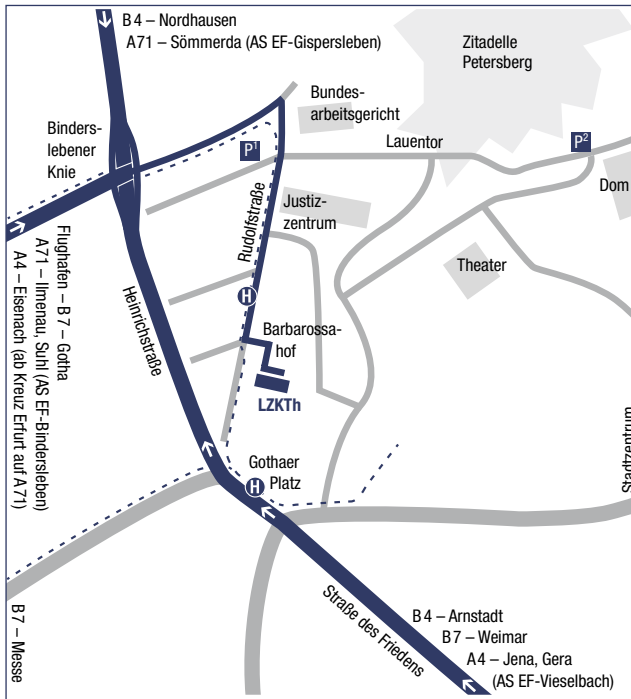 B 4 – Nordhausen
A71 – Sömmerda (AS EF-Gispersleben)
Zitadelle
Petersberg
Bundes-
arbeitsgericht
Binders-
lebener
Knie
P1
Lauentor
P2
Dom
Justiz-
zentrum
Rudolfstraße
Theater
Flughafen – B 7 – Gotha
A71 – Ilmenau, Suhl (AS EF-Bindersleben)
A4 – Eisenach (ab Kreuz Erfurt auf A71)
Heinrichstraße
H
Barbarossa-
hof
LZKTh
Stadtzentrum
Gothaer
Platz
H
Straße des Friedens
B 4 – Arnstadt
B 7 – Weimar
A4 – Jena, Gera
(AS EF-Vieselbach)
B 7 – Messe